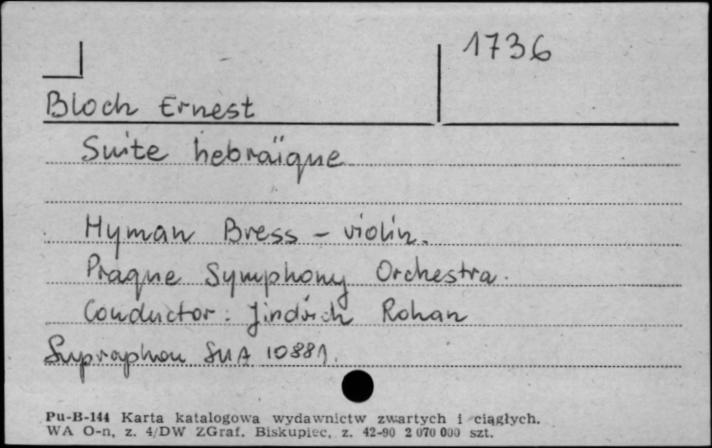 1736
Bloch Ernest
Suite hebraïque
Hyman Bress – violin.
Prague Symphony Orchestra.
Conductor: Jindrich Rohan
Supraphon SUA 10881.
Pu-B-144 Karta katalogowa wydawnictw zwartych i ciągłych.
WA O-n, z. 4/DW ZGraf. Biskupiec, z. 42-90 2 070 000 szt.